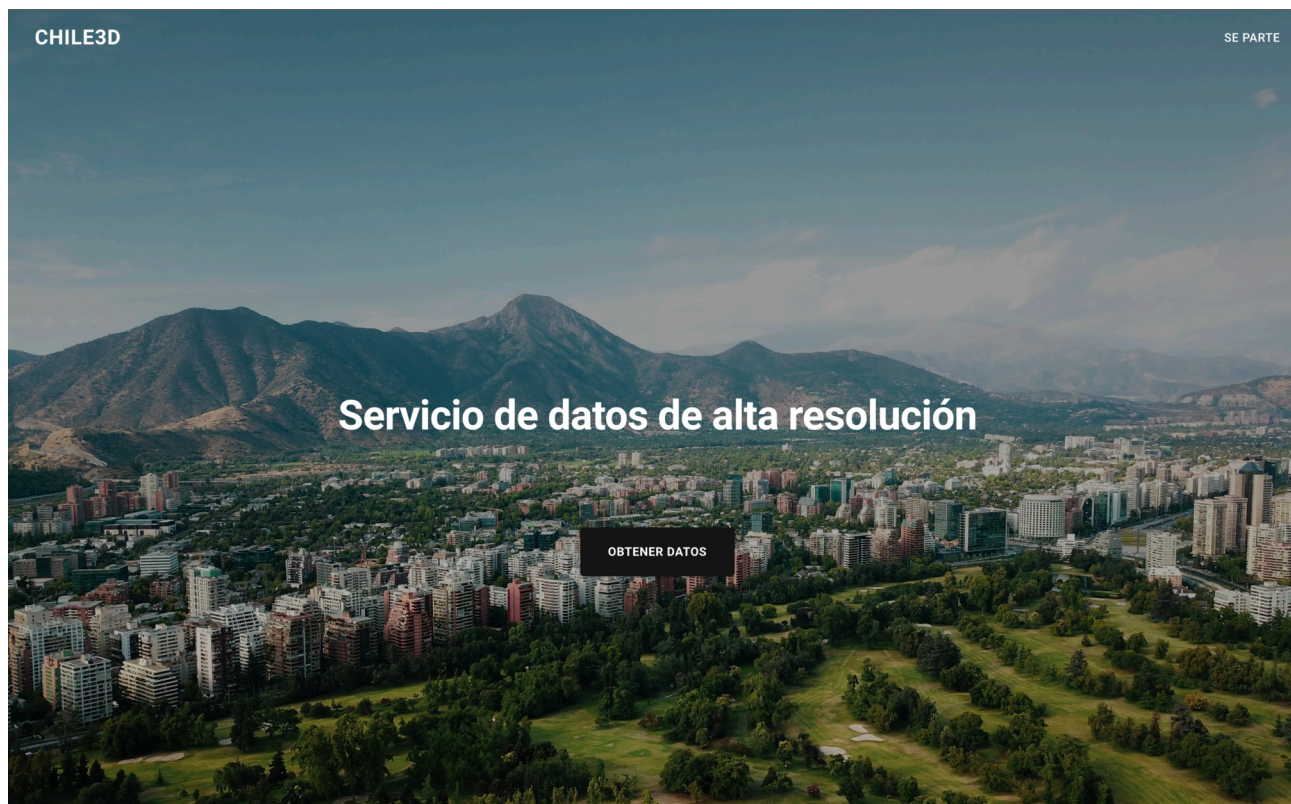 CHILE3D
SE PARTE
Servicio de datos de alta resolución
OBTENER DATOS